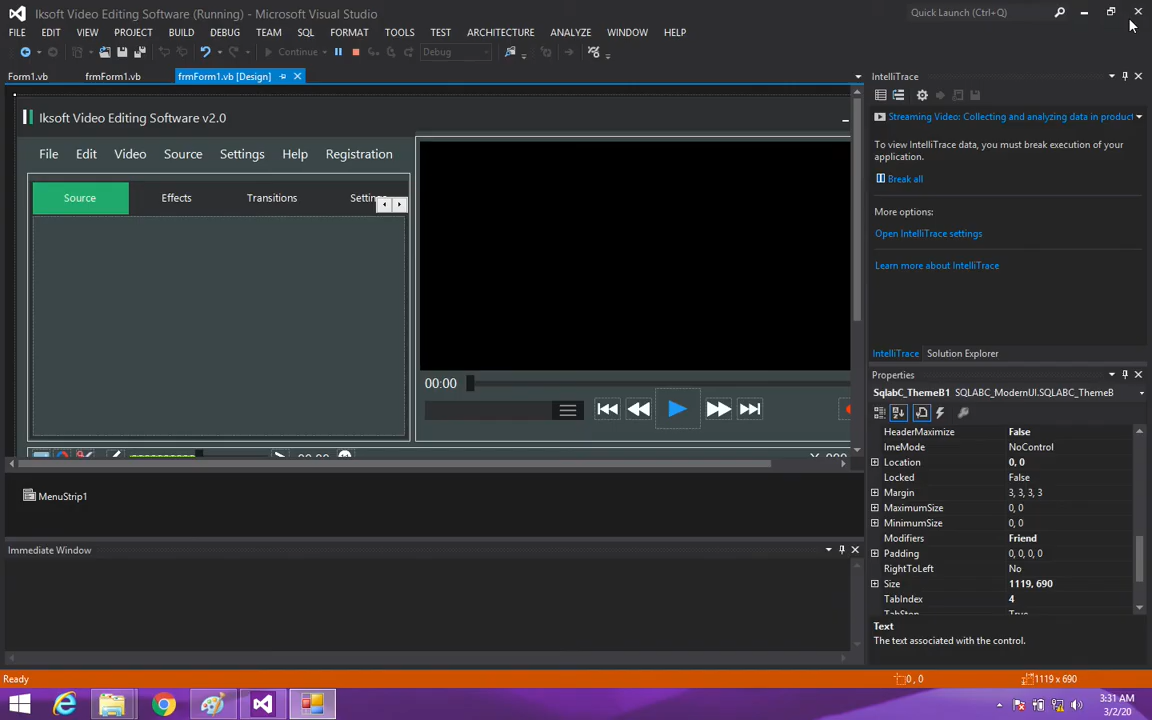 Iksoft Video Editing Software (Running) - Microsoft Visual Studio
Quick Launch (Ctrl+Q)
FILE EDIT VIEW PROJECT BUILD DEBUG TEAM SQL FORMAT TOOLS TEST ARCHITECTURE ANALYZE WINDOW HELP
Continue Debug
Form1.vb frmForm1.vb frmForm1.vb [Design]
IntelliTrace
Iksoft Video Editing Software v2.0
File Edit Video Source Settings Help Registration
Source Effects Transitions
00:00
Streaming Video: Collecting and analyzing data in product
To view IntelliTrace data, you must break execution of your
application.
Break all
More options:
Open IntelliTrace settings
Learn more about IntelliTrace
IntelliTrace Solution Explorer
Properties
SqlabC_ThemeB1 SQLABC_ModernUI.SQLABC_ThemeB
HeaderMaximize False
ImeMode NoControl
Location 0, 0
Locked False
Margin 3, 3, 3, 3
MaximumSize 0, 0
MinimumSize 0, 0
Modifiers Friend
Padding 0, 0, 0, 0
RightToLeft No
Size 1119, 690
TabIndex 4
TabStop True
Text
The text associated with the control.
MenuStrip1
Immediate Window
Ready
0 , 0
1119 x 690
3:31 AM
3/2/20